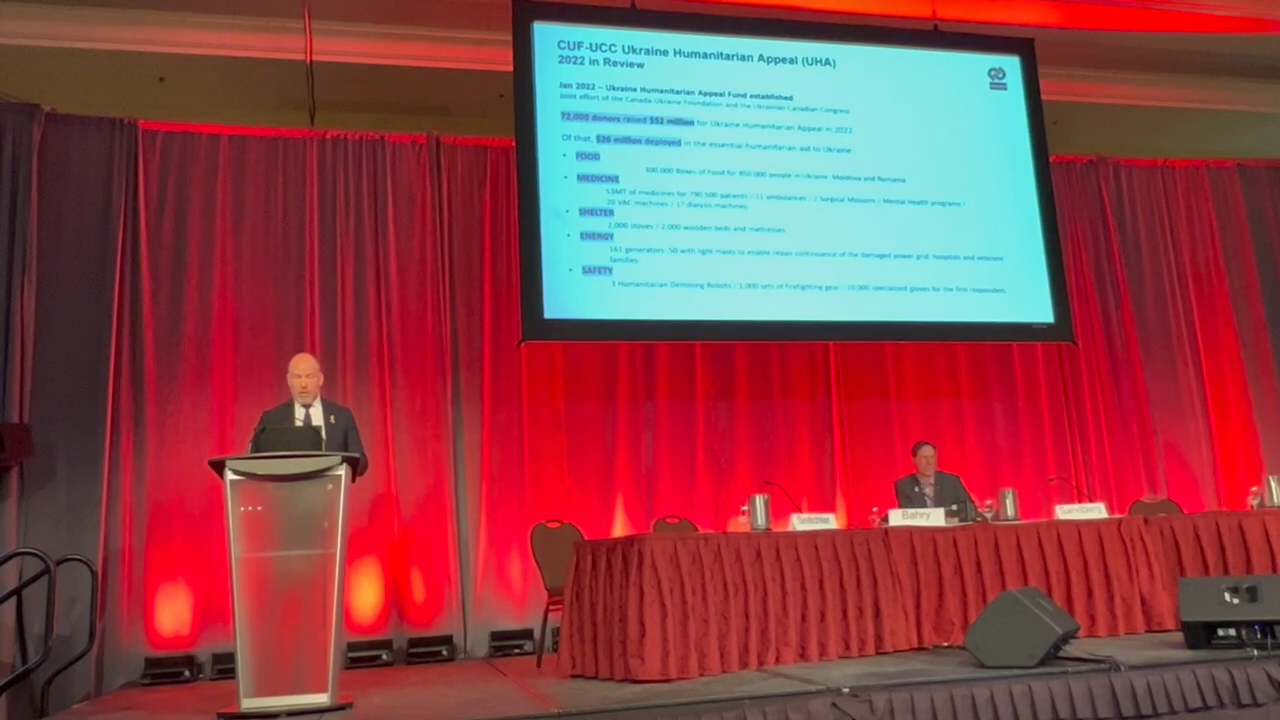 CUF-UCC Ukraine Humanitarian Appeal (UHA)
2022 in Review
Jan 2022 – Ukraine Humanitarian Appeal Fund established
Joint effort of the Canada-Ukraine Foundation and the Ukrainian Canadian Congress
72,000 donors raised $52 million for Ukraine Humanitarian Appeal in 2022
Of that, $26 million deployed in the essential humanitarian aid to Ukraine
• FOOD
300,000 Boxes of Food for 850,000 people in Ukraine, Moldova and Romania
• MEDICINE
53MT of medicines for 790,500 patients / 11 ambulances / 2 Surgical Missions / Mental Health programs /
20 VAC machines / 17 dialysis machines
• SHELTER
2,000 stoves / 2,000 wooden beds and mattresses
• ENERGY
161 generators: 50 with light masts to enable repair continuance of the damaged power grid, hospitals and veterans'
families
• SAFETY
3 Humanitarian Demining Robots / 1,000 sets of firefighting gear / 10,000 specialized gloves for the first responders
Bahry
Sandberg